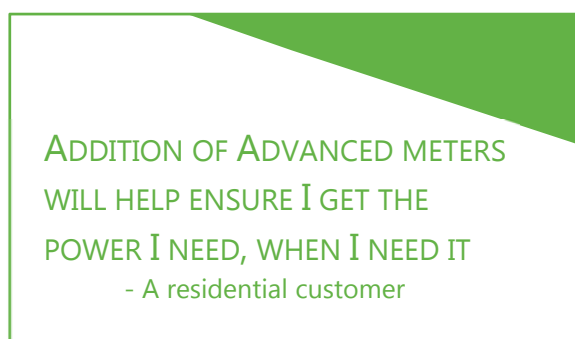 ADDITION OF ADVANCED METERS
WILL HELP ENSURE I GET THE
POWER I NEED, WHEN I NEED IT
- A residential customer